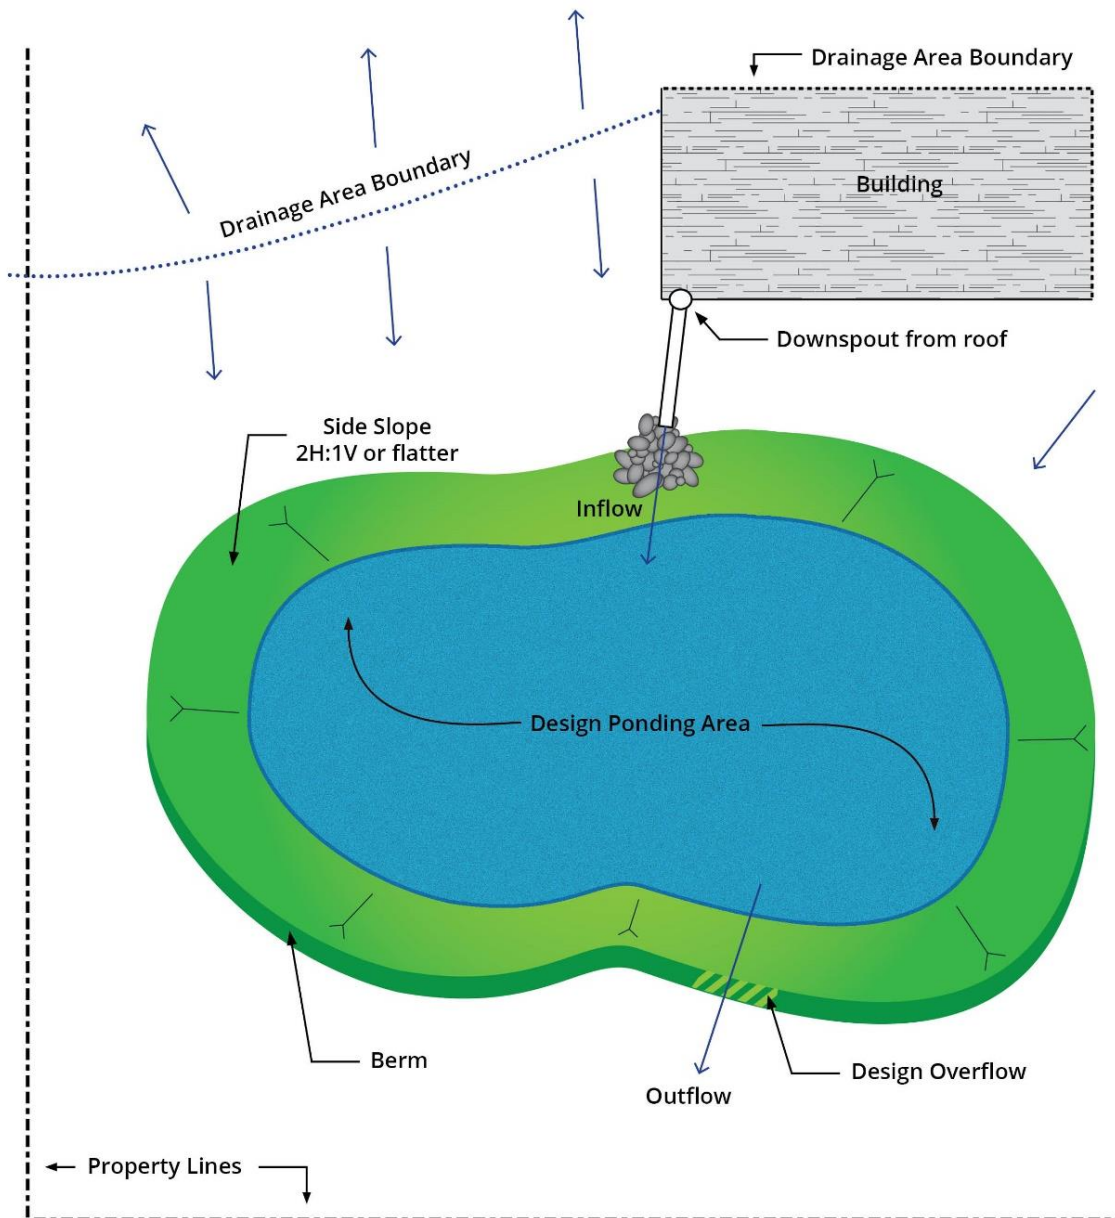 Drainage Area Boundary
Drainage Area Boundary
Building
Downspout from roof
Side Slope
2H:1V or flatter
Inflow
Design Ponding Area
Berm
Design Overflow
Outflow
Property Lines